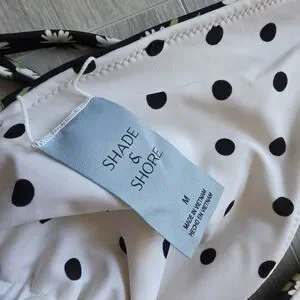 SHADE
&
SHORE
M
MADE IN VIETNAM
HECHO EN VIETNAM